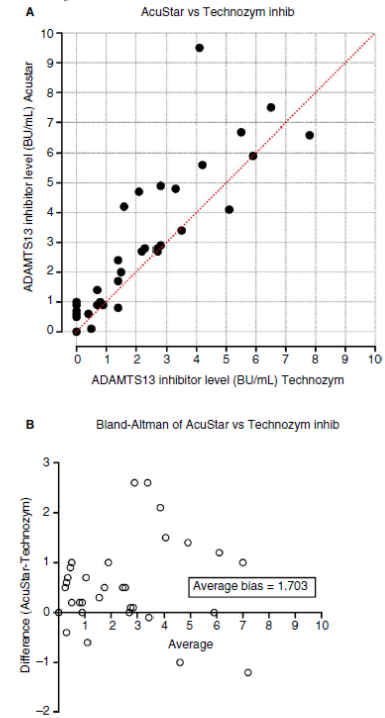 A
AcuStar vs Technozym inhib
ADAMTS13 inhibitor level (BU/mL) Acustar
10
9
8
7
6
5
4
3
2
1
0
0 1 2 3 4 5 6 7 8 9 10
ADAMTS13 inhibitor level (BU/mL) Technozym
B
Bland-Altman of AcuStar vs Technozym inhib
Difference (AcuStar-Technozym)
3
2
1
0
−1
−2
Average bias = 1.703
1 2 3 4 5 6 7 8 9 10
Average